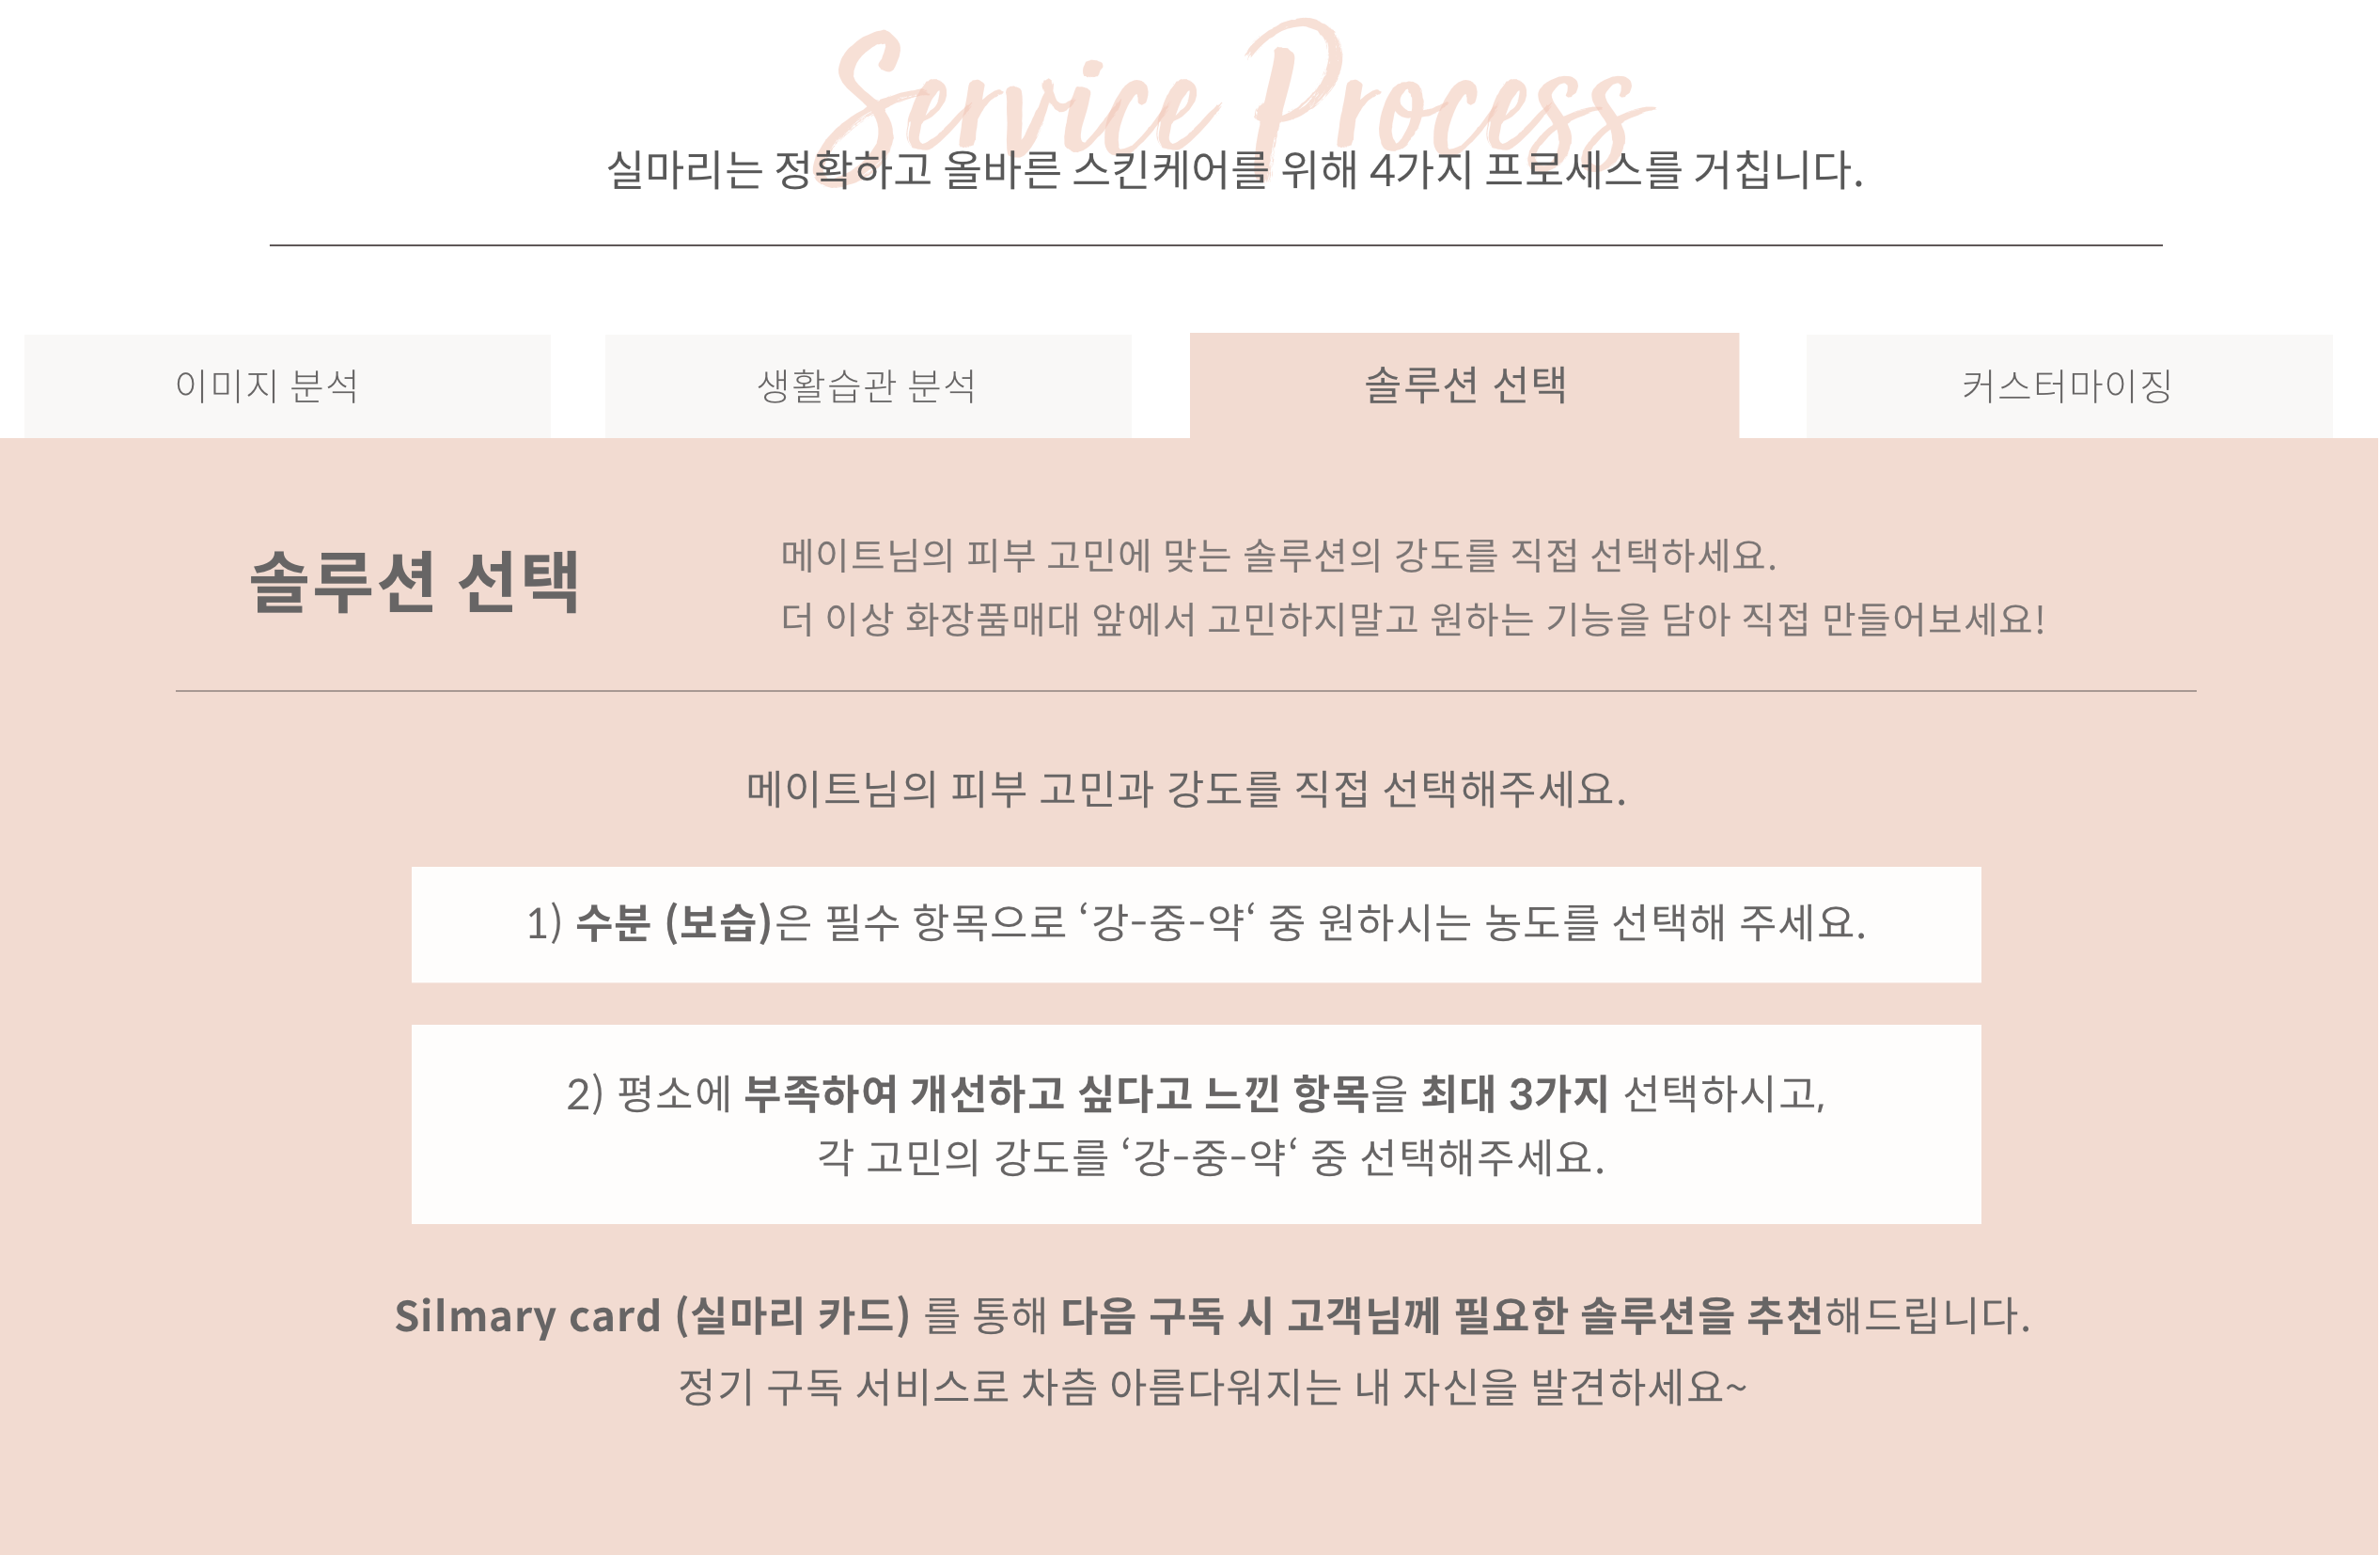 Service Process
실마리는 정확하고 올바른 스킨케어를 위해 4가지 프로세스를 거칩니다.
이미지 분석
생활습관 분석
솔루션 선택
커스터마이징
솔루션 선택
메이트님의 피부 고민에 맞는 솔루션의 강도를 직접 선택하세요.
더 이상 화장품매대 앞에서 고민하지말고 원하는 기능을 담아 직접 만들어보세요!
메이트님의 피부 고민과 강도를 직접 선택해주세요.
1) 수분 (보습)은 필수 항목으로 ‘강-중-약‘ 중 원하시는 농도를 선택해 주세요.
2) 평소에 부족하여 개선하고 싶다고 느낀 항목을 최대 3가지 선택하시고,
각 고민의 강도를 ‘강-중-약‘ 중 선택해주세요.
Silmary card (실마리 카드) 를 통해 다음 구독 시 고객님께 필요한 솔루션을 추천해드립니다.
정기 구독 서비스로 차츰 아름다워지는 내 자신을 발견하세요~